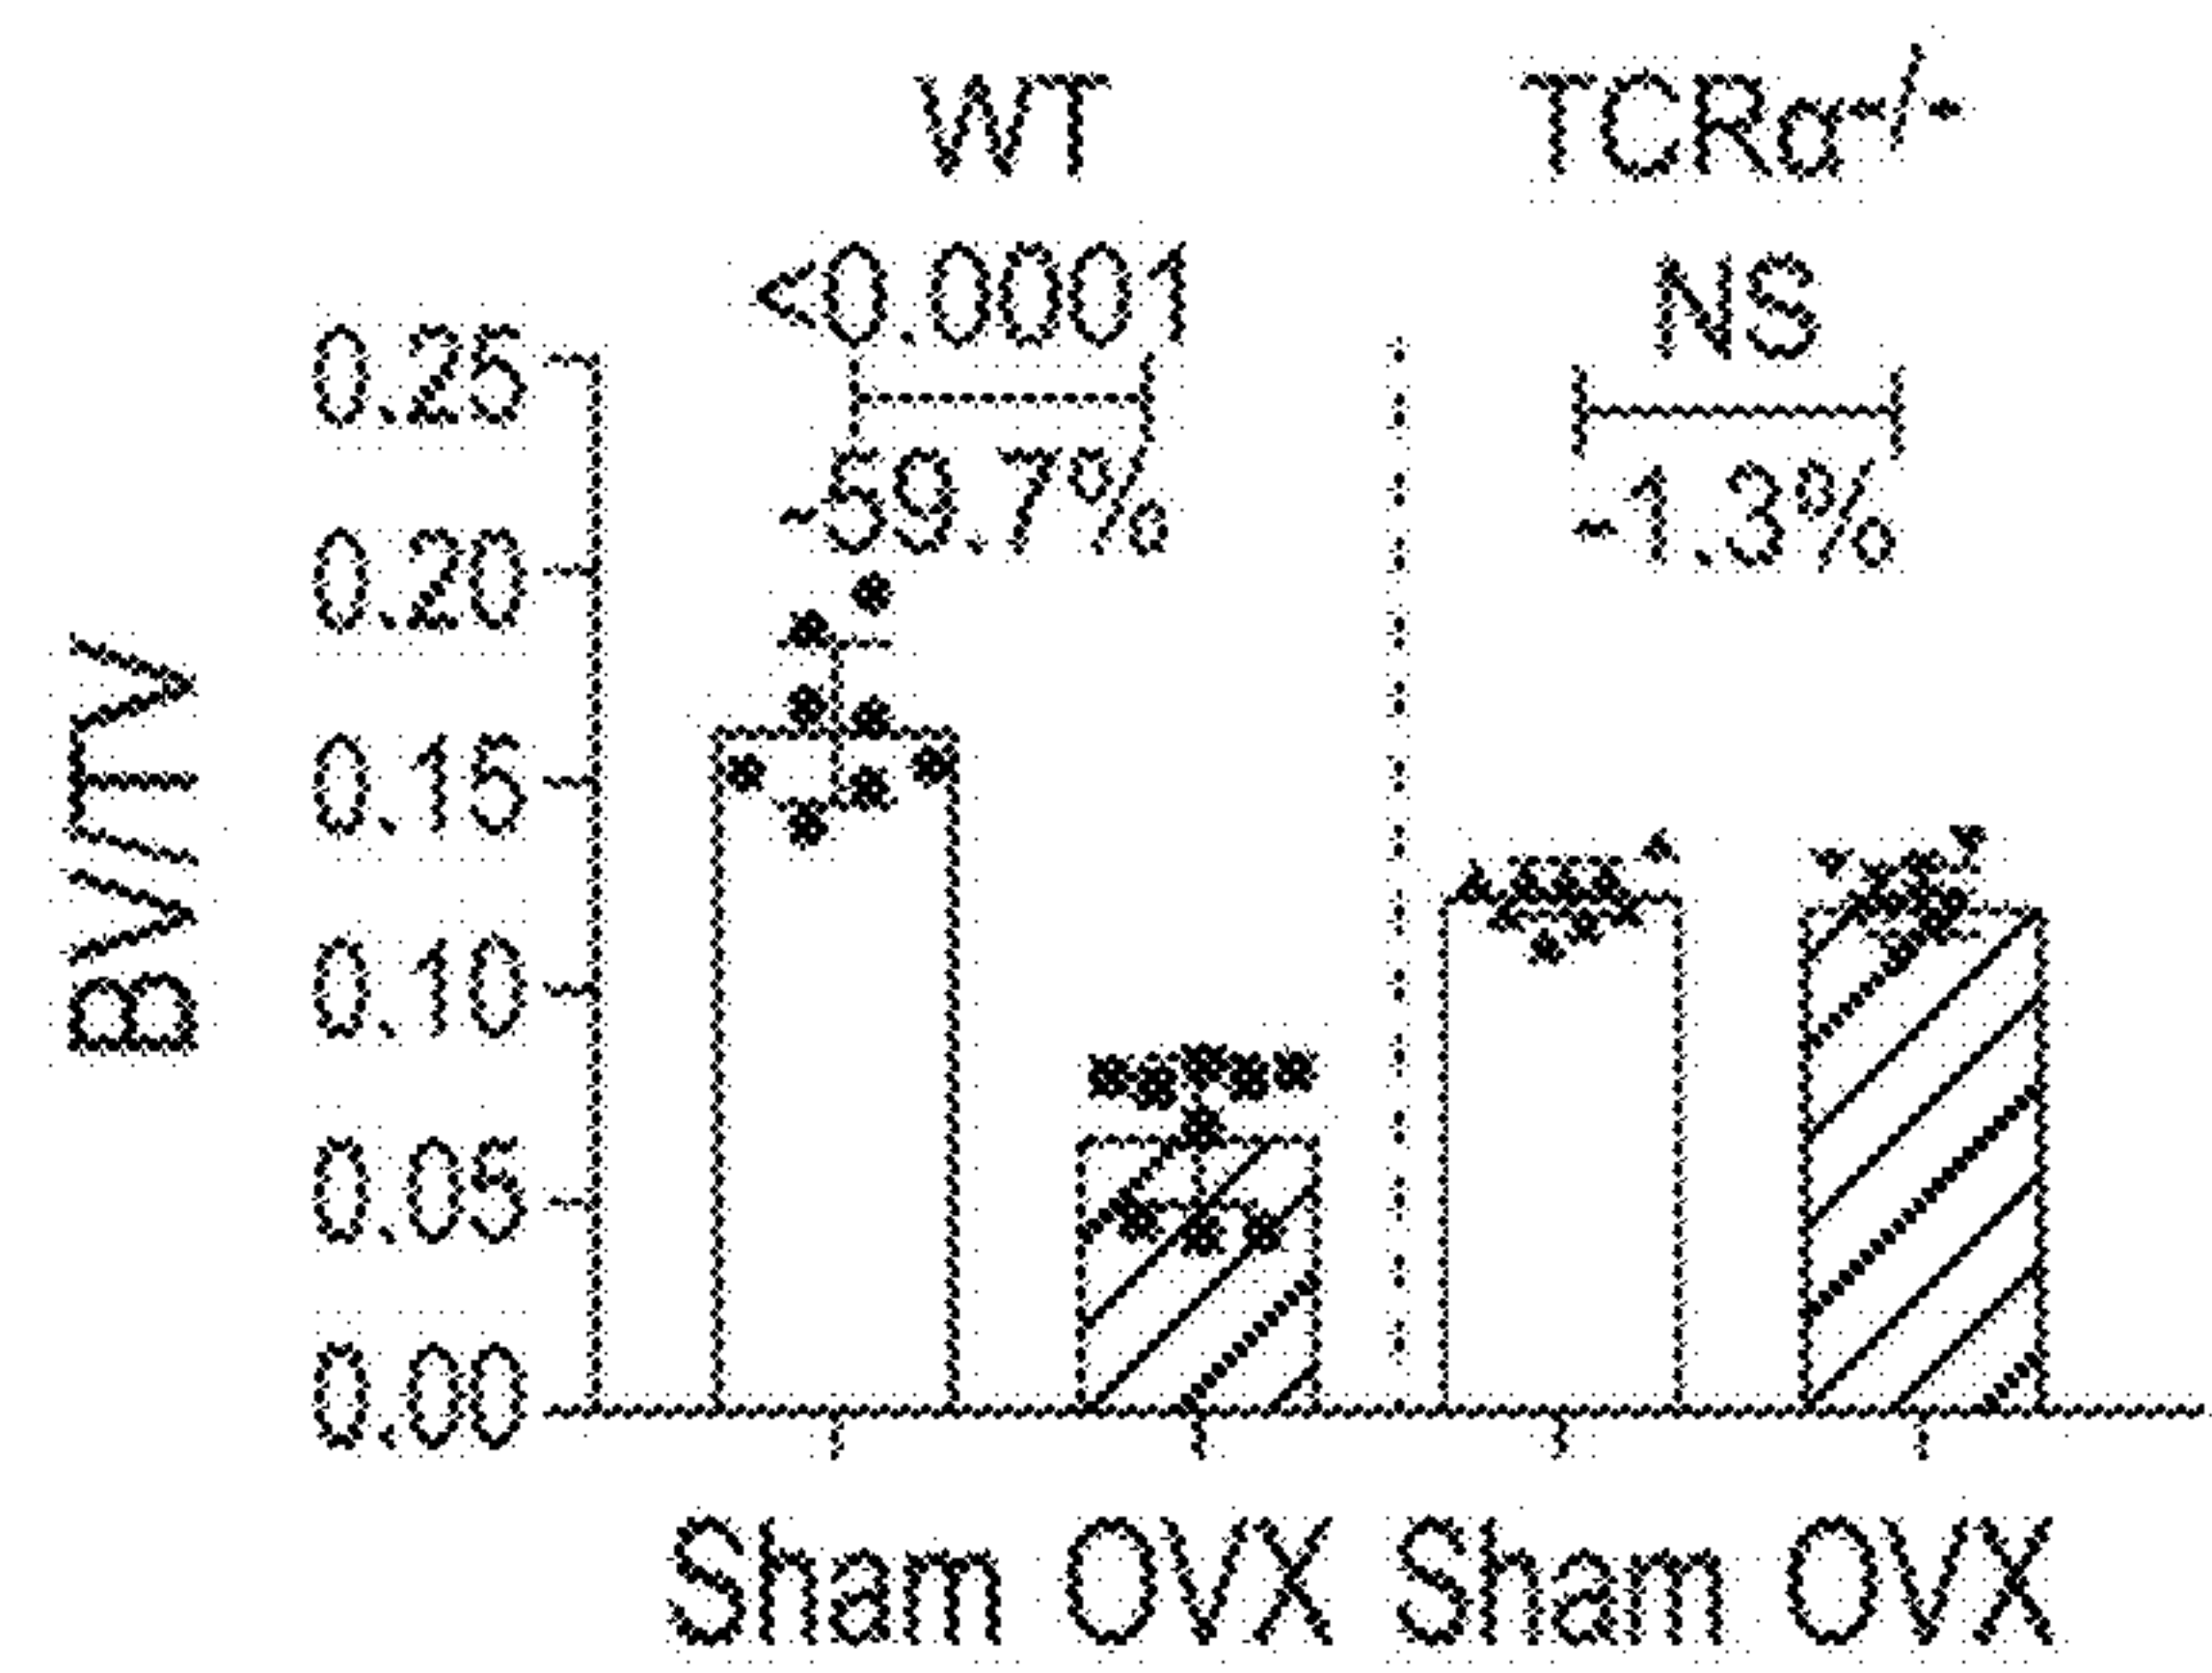 WT TCRα-/-
<0.0001 NS
-59.7% -1.3%
BV/TV
0.25
0.20
0.15
0.10
0.05
0.00
Sham OVX Sham OVX